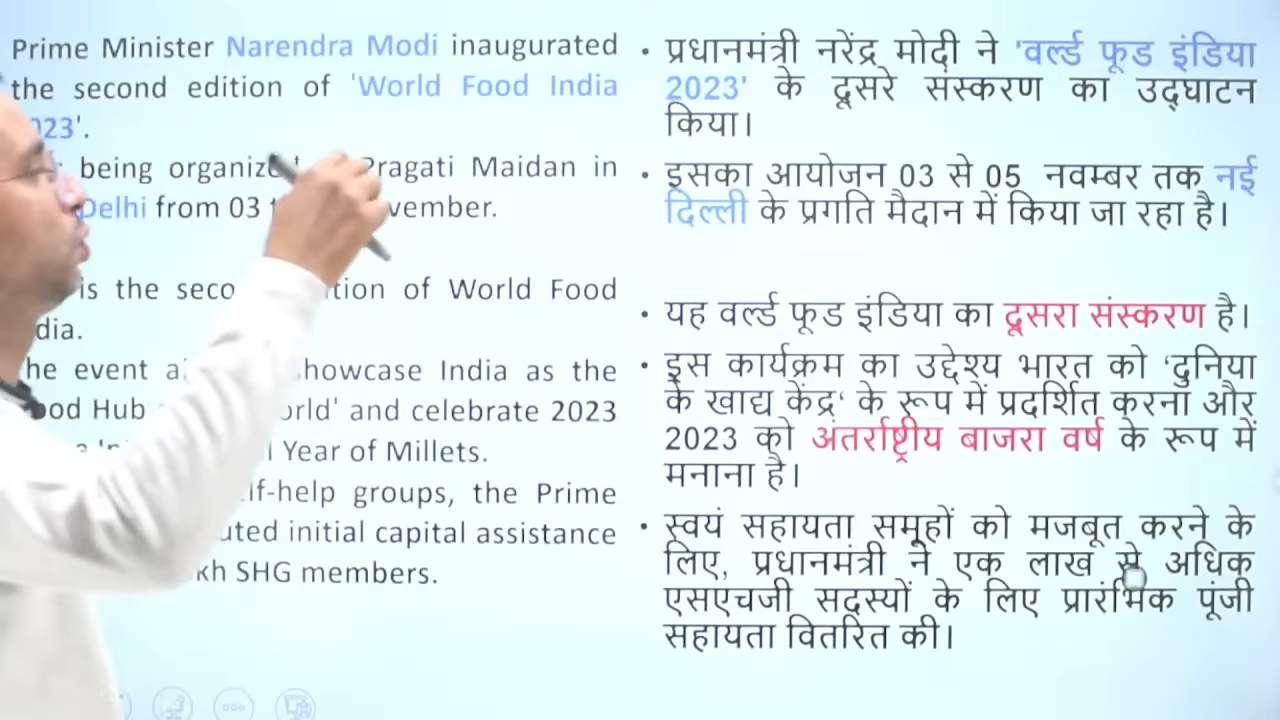 Prime Minister Narendra Modi inaugurated
the second edition of 'World Food India
023'.
being organiz Pragati Maidan in
Delhi from 03 vember.
is the seco tion of World Food
dia.
he event showcase India as the
ood Hub orld' and celebrate 2023
l Year of Millets.
lf-help groups, the Prime
uted initial capital assistance
kh SHG members.
• प्रधानमंत्री नरेंद्र मोदी ने 'वर्ल्ड फूड इंडिया
2023' के दूसरे संस्करण का उद्घाटन
किया।
• इसका आयोजन 03 से 05 नवम्बर तक नई
दिल्ली के प्रगति मैदान में किया जा रहा है।
• यह वर्ल्ड फूड इंडिया का दूसरा संस्करण है।
• इस कार्यक्रम का उद्देश्य भारत को ‘दुनिया
के खाद्य केंद्र‘ के रूप में प्रदर्शित करना और
2023 को अंतर्राष्ट्रीय बाजरा वर्ष के रूप में
मनाना है।
• स्वयं सहायता समूहों को मजबूत करने के
लिए, प्रधानमंत्री ने एक लाख से अधिक
एसएचजी सदस्यों के लिए प्रारंभिक पूंजी
सहायता वितरित की।